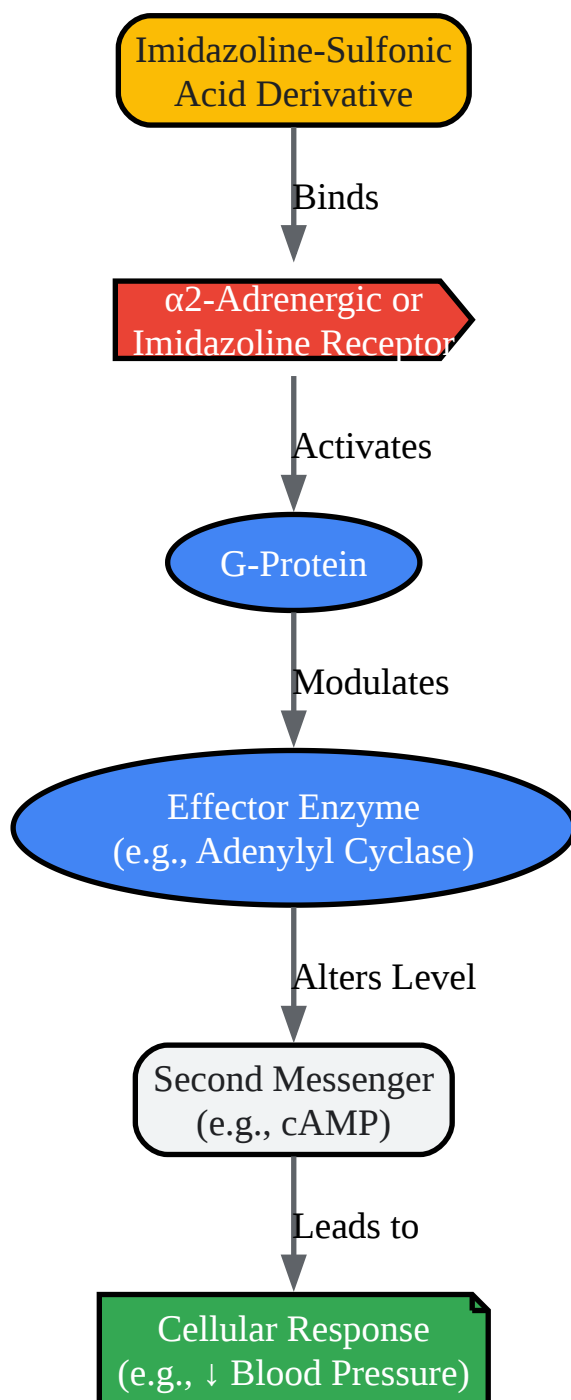 Imidazoline-Sulfonic
Acid Derivative
Binds
α2-Adrenergic or
Imidazoline Receptor
Activates
G-Protein
Modulates
Effector Enzyme
(e.g., Adenylyl Cyclase)
Alters Level
Second Messenger
(e.g., cAMP)
Leads to
Cellular Response
(e.g., ↓ Blood Pressure)